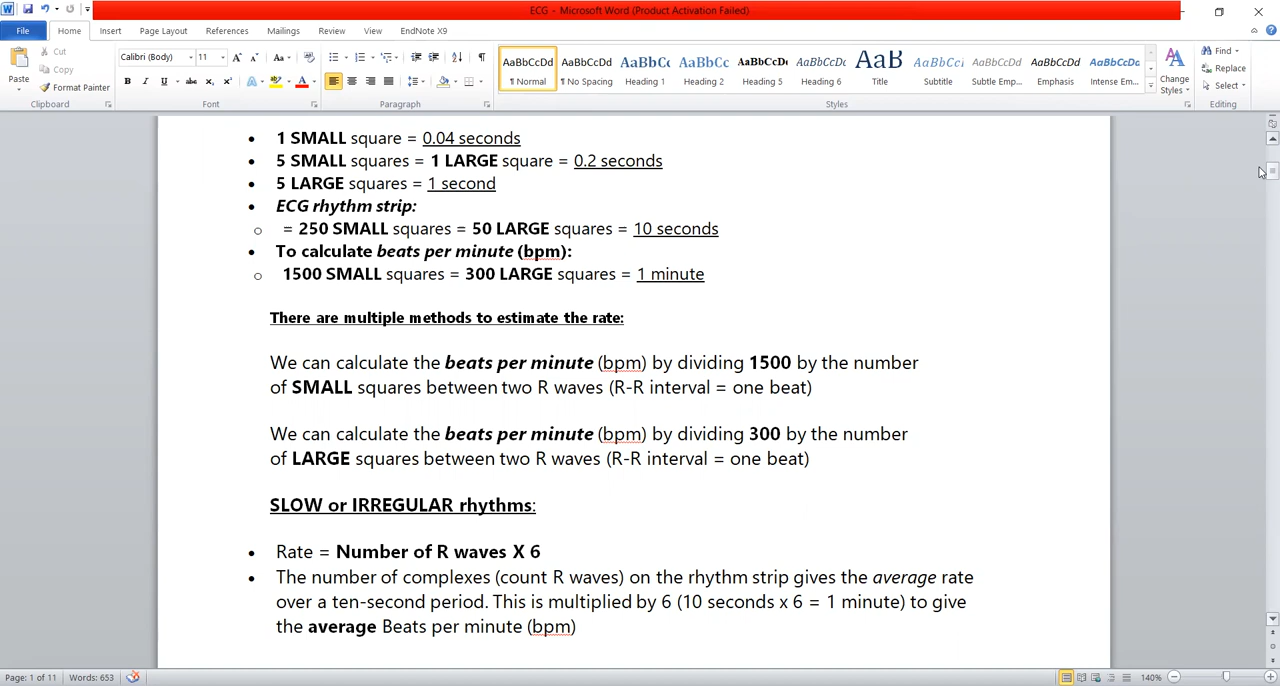 ECG - Microsoft Word (Product Activation Failed)
File Home Insert Page Layout References Mailings Review View EndNote X9
Paste
Cut
Copy
Format Painter
Clipboard
Calibri (Body) 11
Font
Paragraph
AaBbCcDd AaBbCcDd AaBbCc AaBbCc AaBbCcDc AaBbCcDc AaB AaBbCcl AaBbCcDd AaBbCcDd AaBbCcDc
¶ Normal ¶ No Spacing Heading 1 Heading 2 Heading 5 Heading 6 Title Subtitle Subtle Emp... Emphasis Intense Em...
Styles
Change Styles
Find
Replace
Select
Editing
• 1 SMALL square = 0.04 seconds
• 5 SMALL squares = 1 LARGE square = 0.2 seconds
• 5 LARGE squares = 1 second
• ECG rhythm strip:
o = 250 SMALL squares = 50 LARGE squares = 10 seconds
• To calculate beats per minute (bpm):
o 1500 SMALL squares = 300 LARGE squares = 1 minute
There are multiple methods to estimate the rate:
We can calculate the beats per minute (bpm) by dividing 1500 by the number
of SMALL squares between two R waves (R-R interval = one beat)
We can calculate the beats per minute (bpm) by dividing 300 by the number
of LARGE squares between two R waves (R-R interval = one beat)
SLOW or IRREGULAR rhythms:
• Rate = Number of R waves X 6
• The number of complexes (count R waves) on the rhythm strip gives the average rate
over a ten-second period. This is multiplied by 6 (10 seconds x 6 = 1 minute) to give
the average Beats per minute (bpm)
Page: 1 of 11 Words: 653 140%